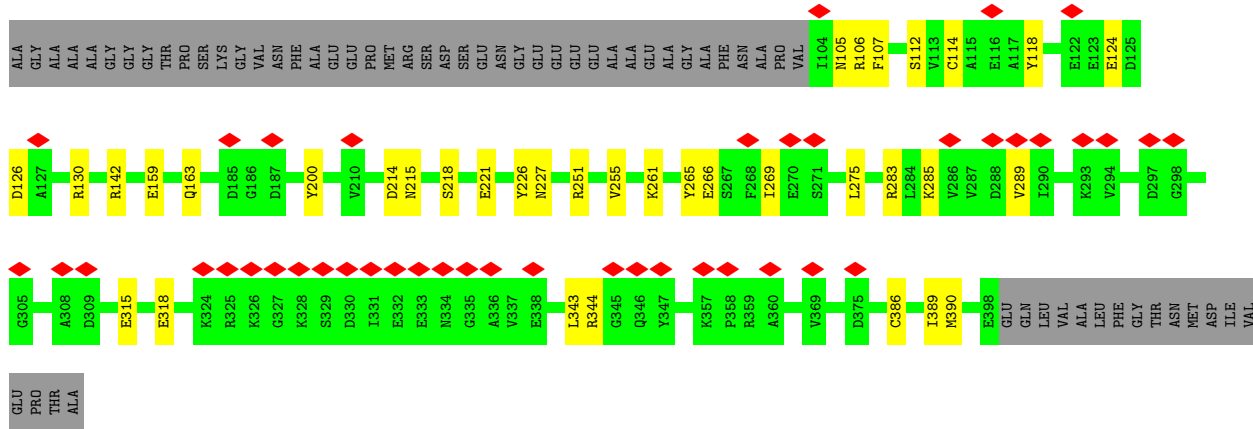 ALA GLY ALA ALA ALA ALA GLY GLY GLY THR PRO SER LYS GLY VAL ASN PHE ALA GLU GLU PRO MET ARG SER ASP SER GLU ASN GLY GLU GLU GLU GLU ALA ALA GLU ALA GLY ALA PHE ASN ALA PRO VAL I104 N105 R106 F107 S112 V113 C114 A115 E116 A117 Y118 E122 E123 E124 D125
D126 A127 R130 R142 E159 Q163 D185 G186 D187 Y200 V210 D214 N215 S218 E221 Y226 N227 R251 V255 K261 Y265 E266 S267 F268 I269 E270 S271 L275 R283 L284 K285 V286 V287 D288 V289 I290 K293 V294 D297 G298
G305 A308 D309 E315 E318 K324 R325 K326 G327 K328 S329 D330 I331 E332 E333 N334 G335 A336 V337 E338 L343 R344 G345 Q346 Y347 K357 P358 R359 A360 V369 D375 C386 I389 M390 E398 GLU GLN LEU VAL ALA LEU PHE GLY THR ASN MET ASP ILE VAL
GLU PRO THR ALA